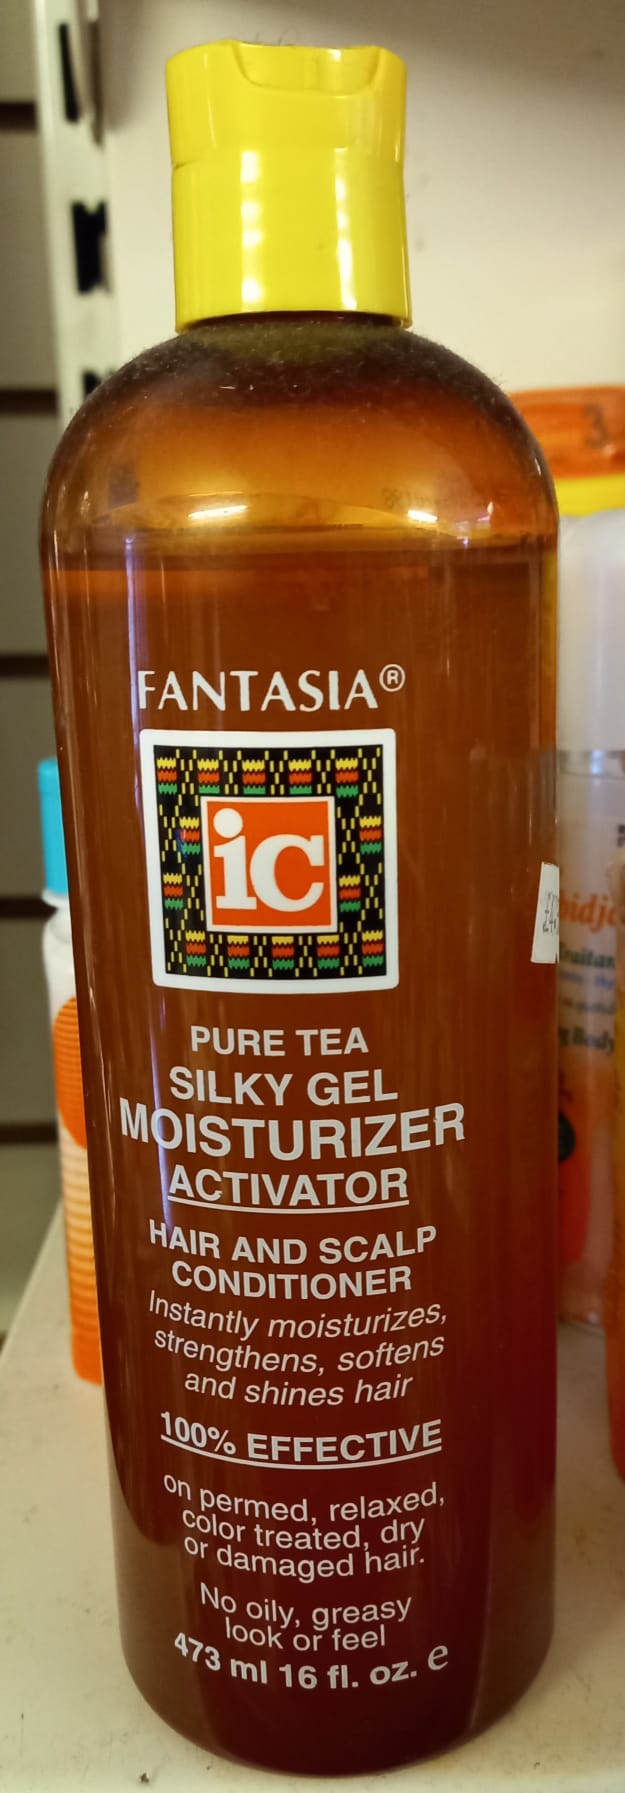 FANTASIA®
ic
PURE TEA
SILKY GEL
MOISTURIZER
ACTIVATOR
HAIR AND SCALP
CONDITIONER
Instantly moisturizes,
strengthens, softens
and shines hair
100% EFFECTIVE
on permed, relaxed,
color treated, dry
or damaged hair.
No oily, greasy
look or feel
473 ml 16 fl. oz. e
3
Body